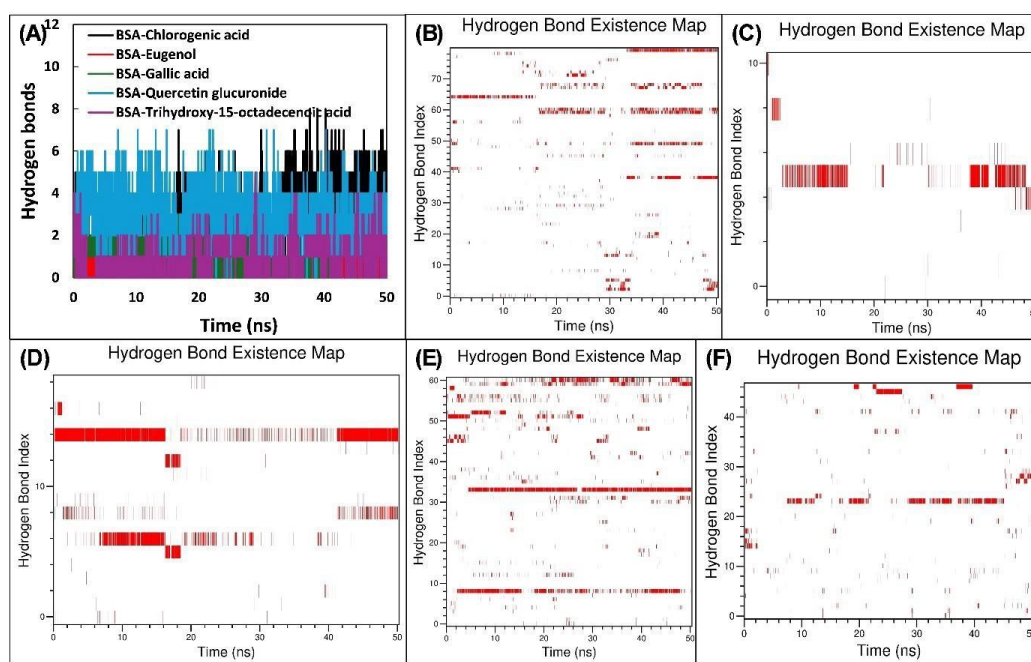 (A)
12
10
8
6
4
2
0
Hydrogen bonds
BSA-Chlorogenic acid
BSA-Eugenol
BSA-Gallic acid
BSA-Quercetin glucuronide
BSA-Trihydroxy-15-octadecenoit acid
0 10 20 30 40 50
Time (ns)
(B)
Hydrogen Bond Existence Map
Hydrogen Bond Index
70
60
50
40
30
20
10
0
0 10 20 30 40 50
Time (ns)
(C)
Hydrogen Bond Existence Map
Hydrogen Bond Index
10
0
0 10 20 30 40 50
Time (ns)
(D)
Hydrogen Bond Existence Map
Hydrogen Bond Index
10
0
0 10 20 30 40 50
Time (ns)
(E)
Hydrogen Bond Existence Map
Hydrogen Bond Index
60
50
40
30
20
10
0
0 10 20 30 40 50
Time (ns)
(F)
Hydrogen Bond Existence Map
Hydrogen Bond Index
40
30
20
10
0
0 10 20 30 40 50
Time (ns)